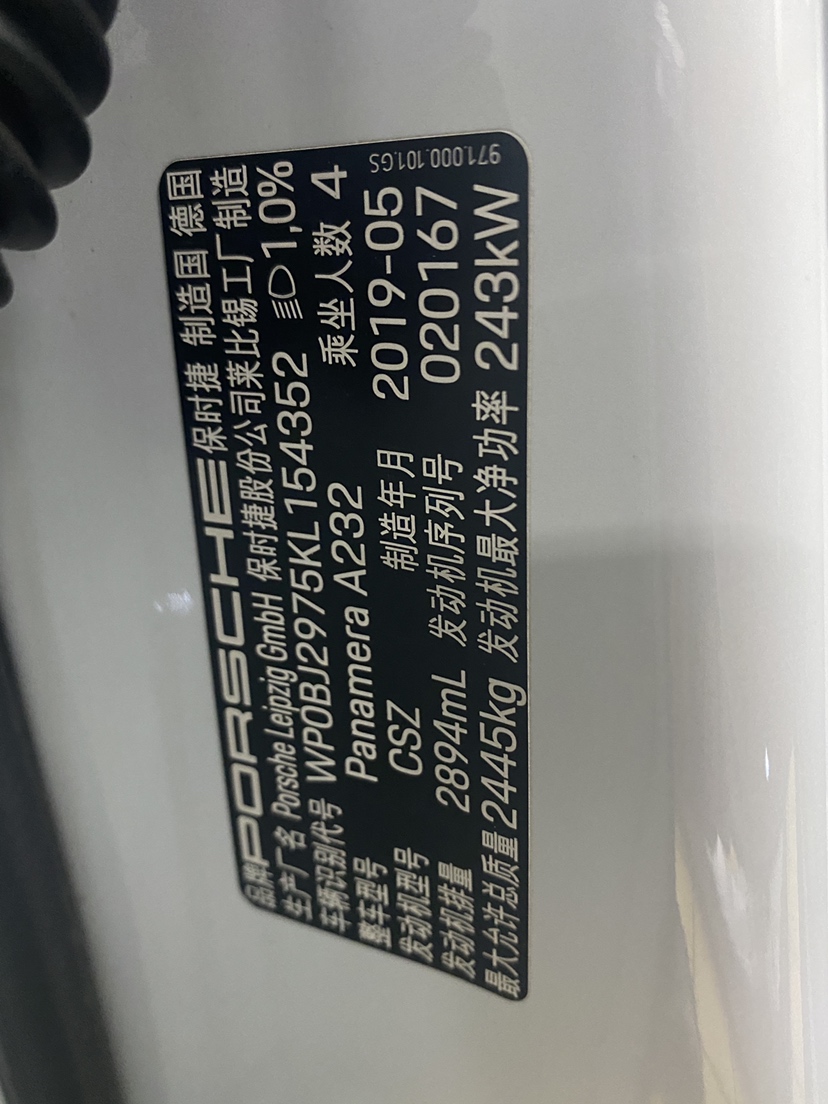 品牌 PORSCHE 保时捷 制造国 德国
生产厂名 Porsche Leipzig GmbH 保时捷股份公司莱比锡工厂制造
车辆识别代号 WP0BJ2975KL154352 1,0%
整车型号 Panamera A232 乘坐人数 4
发动机型号 CSZ 制造年月 2019-05
发动机排量 2894mL 发动机序列号 020167
最大允许总质量 2445kg 发动机最大净功率 243kW
971.000.101.GS